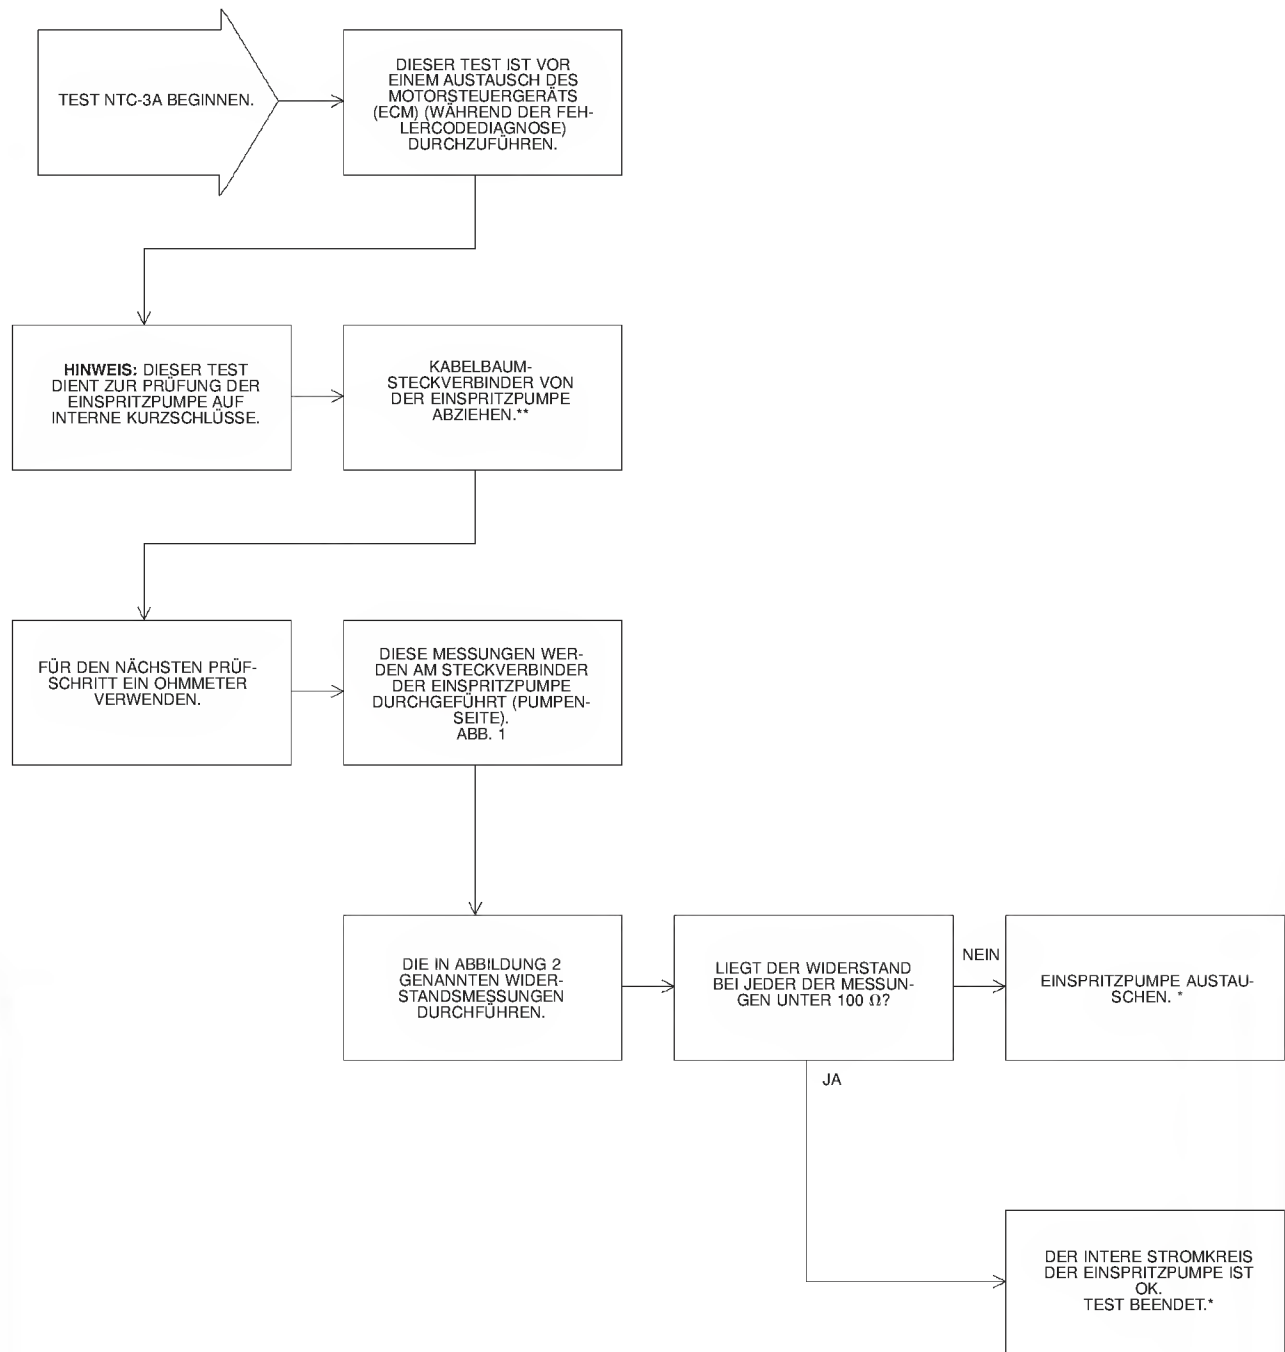 TEST NTC-3A BEGINNEN.
DIESER TEST IST VOR
EINEM AUSTAUSCH DES
MOTORSTEUERGERÄTS
(ECM) (WÄHREND DER FEH-
LERCODEDIAGNOSE)
DURCHZUFÜHREN.
HINWEIS: DIESER TEST
DIENT ZUR PRÜFUNG DER
EINSPRITZPUMPE AUF
INTERNE KURZSCHLÜSSE.
KABELBAUM-
STECKVERBINDER VON
DER EINSPRITZPUMPE
ABZIEHEN.**
FÜR DEN NÄCHSTEN PRÜF-
SCHRITT EIN OHMMETER
VERWENDEN.
DIESE MESSUNGEN WER-
DEN AM STECKVERBINDER
DER EINSPRITZPUMPE
DURCHGEFÜHRT (PUMPEN-
SEITE).
ABB. 1
DIE IN ABBILDUNG 2
GENANNTEN WIDER-
STANDSMESSUNGEN
DURCHFÜHREN.
LIEGT DER WIDERSTAND
BEI JEDER DER MESSUN-
GEN UNTER 100 Ω?
NEIN
EINSPRITZPUMPE AUSTAU-
SCHEN. *
JA
DER INTERE STROMKREIS
DER EINSPRITZPUMPE IST
OK.
TEST BEENDET.*